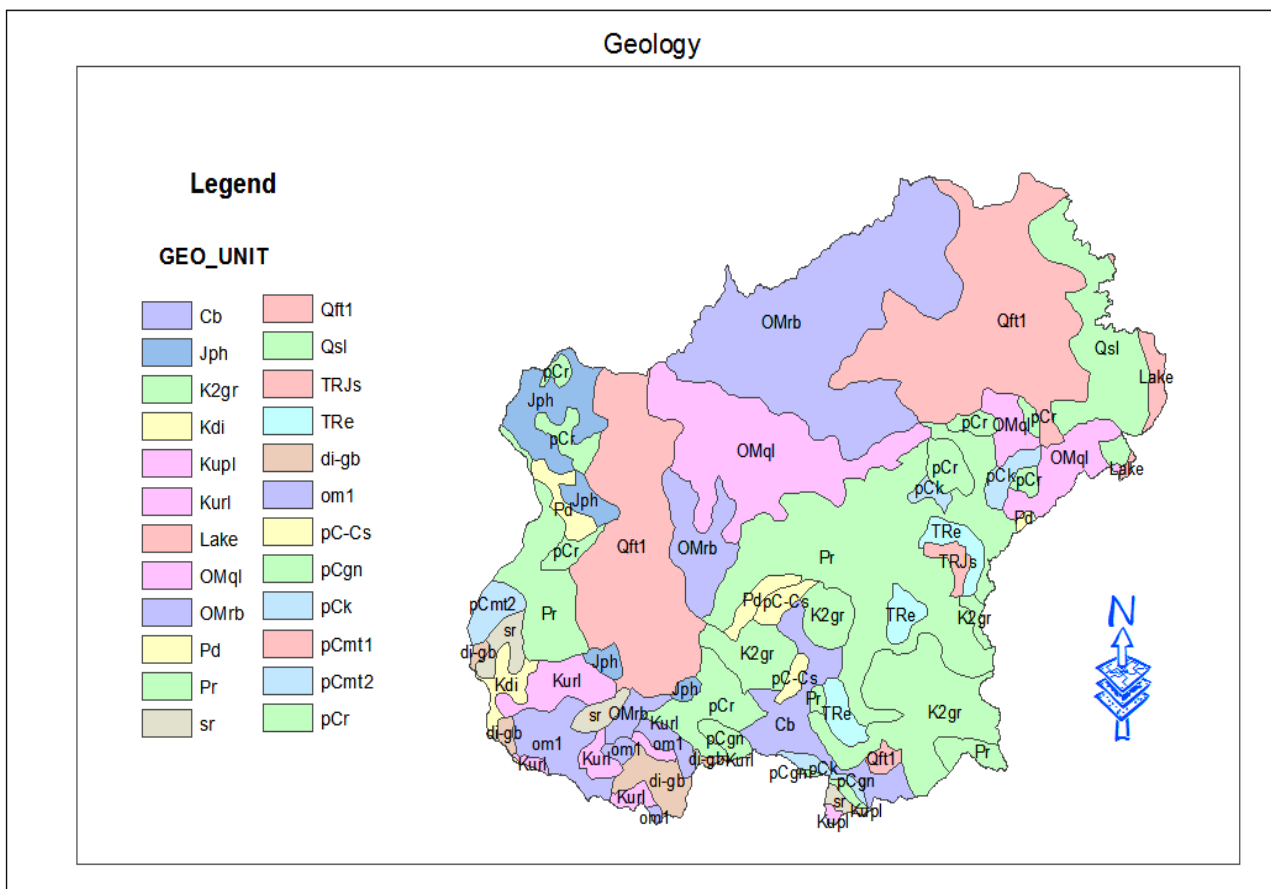 Geology
Legend
GEO_UNIT
Cb
Jph
K2gr
Kdi
Kupl
Kurl
Lake
OMql
OMrb
Pd
Pr
sr
Qft1
Qsl
TRJs
TRe
di-gb
om1
pC-Cs
pCgn
pCk
pCmt1
pCmt2
pCr
OMrb
Qft1
Qsl
Lake
pCr
Jph
pCr
pCr
OMql
pCr
OMql
OMql
pCr
pCk
pCr
Lake
pCk
Jph
Pd
Pd
TRe
pCr
Qft1
OMrb
Pr
TRJs
pCmt2
Pr
Pd
pC-Cs
K2gr
TRe
K2gr
sr
di-gb
Jph
K2gr
Kdi
Kurl
pC-Cs
Jph
pCr
Pr
TRe
K2gr
sr
OMrb
Kurl
Cb
di-gb
om1
om1
om1
pCgn
Pr
Kurl
Kurl
di-gb
Kurl
Qft1
di-gb
pCgn
pCk
pCgn
Kurl
sr
Kupl
om1
Kupl
N